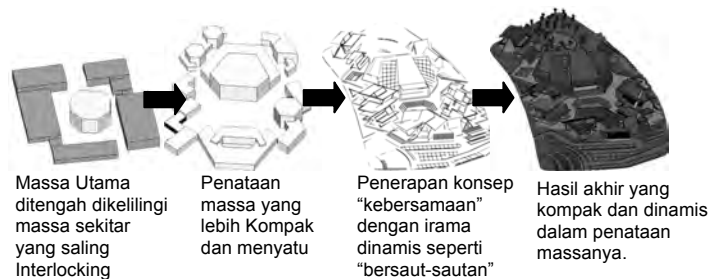 Massa Utama
ditengah dikelilingi
massa sekitar
yang saling
Interlocking
Penataan
massa yang
lebih Kompak
dan menyatu
Penerapan konsep
“kebersamaan”
dengan irama
dinamis seperti
“bersaut-sautan”
Hasil akhir yang
kompak dan dinamis
dalam penataan
massanya.